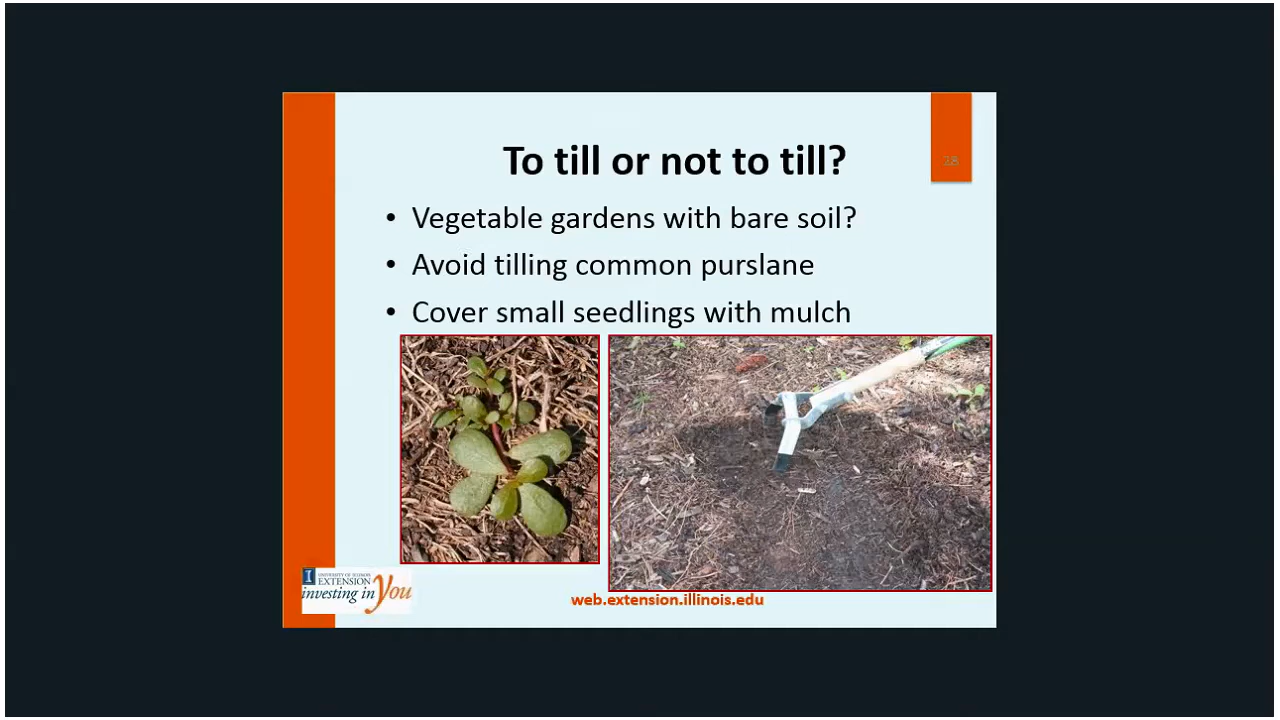 To till or not to till?
28
• Vegetable gardens with bare soil?
• Avoid tilling common purslane
• Cover small seedlings with mulch
I
UNIVERSITY OF ILLINOIS
EXTENSION
investing in You
web.extension.illinois.edu